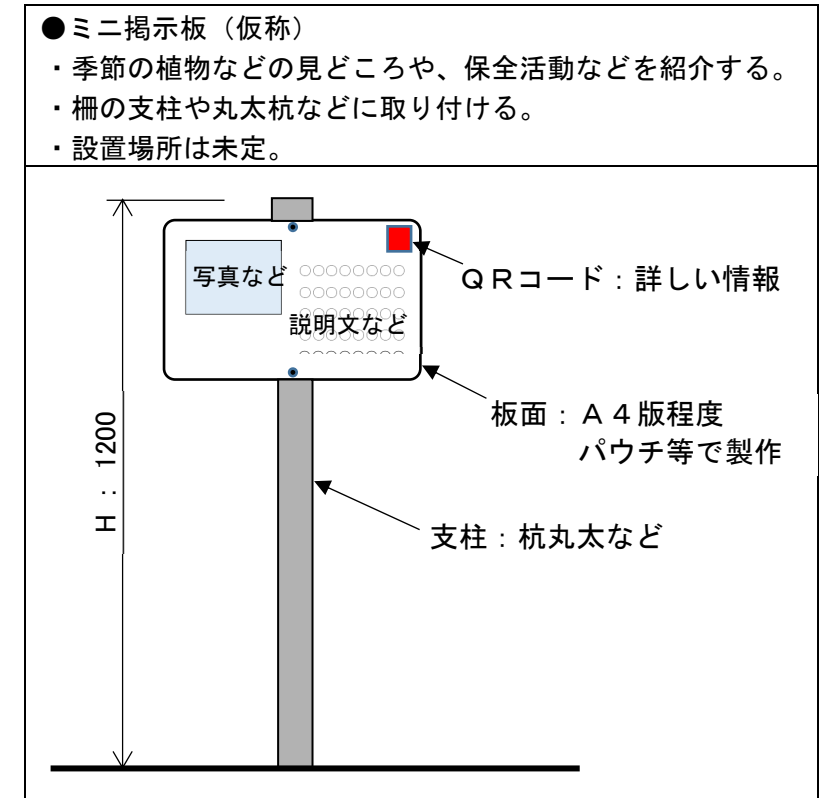 ●ミニ掲示板（仮称）
・季節の植物などの見どころや、保全活動などを紹介する。
・柵の支柱や丸太杭などに取り付ける。
・設置場所は未定。
写真など
○○○○○○○○
○○○○○○○○
説明文など
QRコード：詳しい情報
板面：A4版程度
パウチ等で製作
支柱：杭丸太など
H：1200